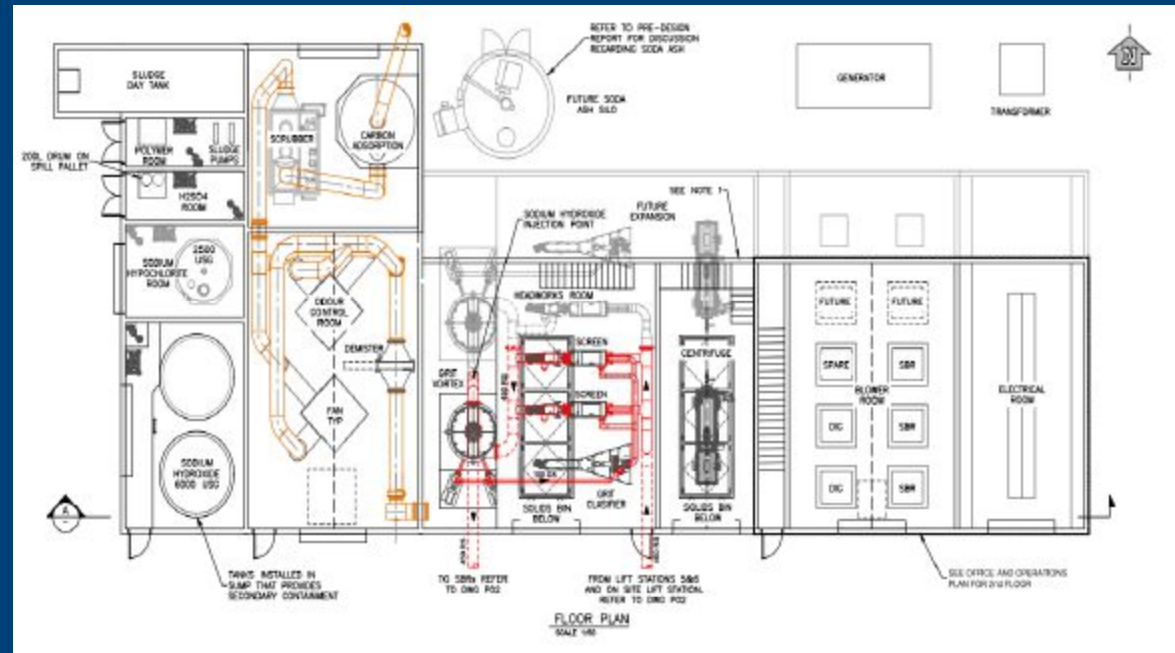 REFER TO PRE-DESIGN
REPORT FOR DISCUSSION
REGARDING SODA ASH
N
SLUDGE
DAY TANK
GENERATOR
TRANSFORMER
FUTURE SODA
ASH SILO
SCRUBBER
CARBON
ADSORPTION
POLYMER
ROOM
SLUDGE
PUMPS
200L DRUM ON
SPILL PALLET
H2SO4
ROOM
SEE NOTE 1
FUTURE
EXPANSION
SODIUM HYDROXIDE
INJECTION POINT
2500
USG
SODIUM
HYPOCHLORITE
ROOM
HEADWORKS ROOM
ODOUR
CONTROL
ROOM
FUTURE
FUTURE
DEMISTER
SCREEN
CENTRIFUGE
GRIT
VORTEX
SPARE
SBR
BLOWER
ROOM
ELECTRICAL
ROOM
SCREEN
FAN
TYP
DIG
SBR
SODIUM
HYDROXIDE
6000 USG
GRIT
CLASIFIER
DIG
SBR
A
SOLIDS BIN
BELOW
SOLIDS BIN
BELOW
TANKS INSTALLED IN
SUMP THAT PROVIDES
SECONDARY CONTAINMENT
TO SBRs REFER
TO DWG P02
FROM LIFT STATIONS 5&6
AND ON SITE LIFT STATION.
REFER TO DWG P02
SEE OFFICE AND OPERATIONS
PLAN FOR 2nd FLOOR
FLOOR PLAN